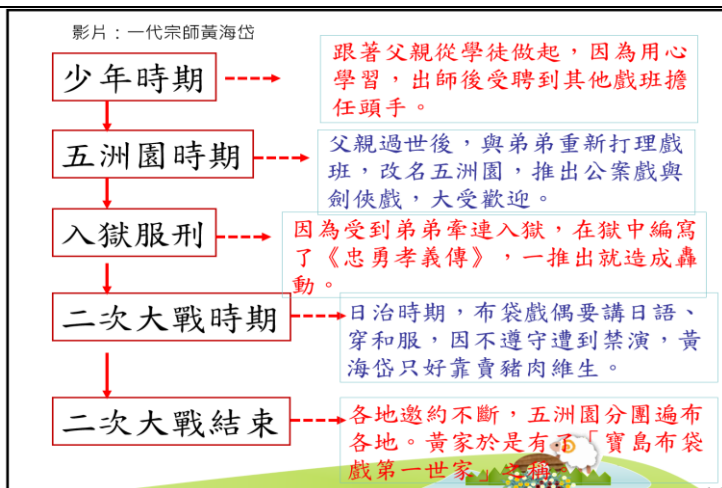 影片：一代宗師黃海岱
少年時期
跟著父親從學徒做起，因為用心
學習，出師後受聘到其他戲班擔
任頭手。
五洲園時期
父親過世後，與弟弟重新打理戲
班，改名五洲園，推出公案戲與
劍俠戲，大受歡迎。
入獄服刑
因為受到弟弟牽連入獄，在獄中編寫
了《忠勇孝義傳》，一推出就造成轟
動。
二次大戰時期
日治時期，布袋戲偶要講日語、
穿和服，因不遵守遭到禁演，黃
海岱只好靠賣豬肉維生。
二次大戰結束
各地邀約不斷，五洲園分團遍布
各地。黃家於是有了「寶島布袋
戲第一世家」之稱。